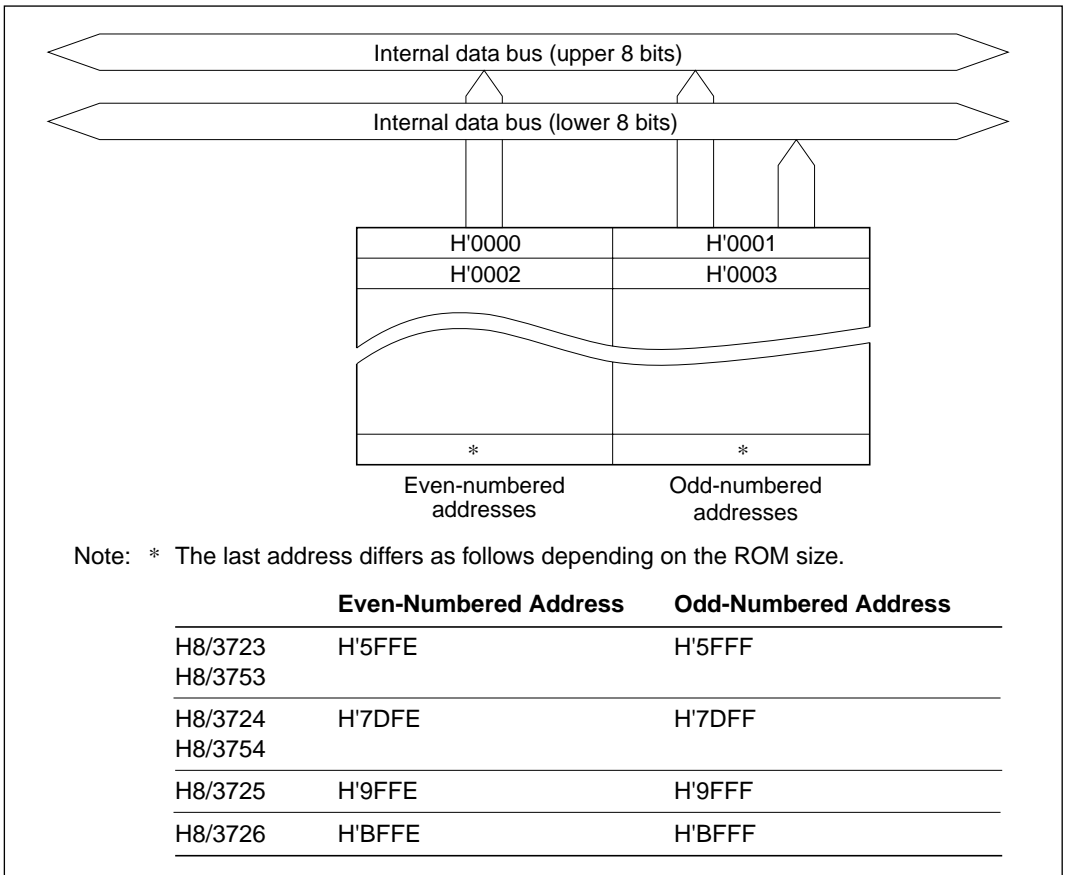 Internal data bus (upper 8 bits)
Internal data bus (lower 8 bits)
H'0000 H'0001
H'0002 H'0003
* *
Even-numbered addresses
Odd-numbered addresses
Note: * The last address differs as follows depending on the ROM size.
Even-Numbered Address Odd-Numbered Address
H8/3723 H'5FFE H'5FFF
H8/3753
H8/3724 H'7DFE H'7DFF
H8/3754
H8/3725 H'9FFE H'9FFF
H8/3726 H'BFFE H'BFFF